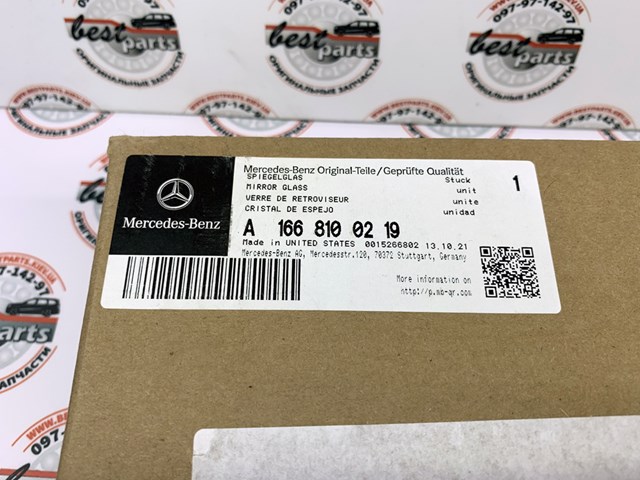 best parts
ОРИГИНАЛЬНЫЕ ЗАПЧАСТИ
097-97-142-97
Mercedes-Benz
Mercedes-Benz Original-Teile/Geprüfte Qualität
SPIEGELGLAS Stuck 1
MIRROR GLASS unit
VERRE DE RETROVISEUR unite
CRISTAL DE ESPEJO unidad
A 166 810 02 19
Made in UNITED STATES 0015266802 13.10.21
Mercedes-Benz AG, Mercedesstr.120, 70372 Stuttgart, Germany
More information on
http://p.mb-qr.com